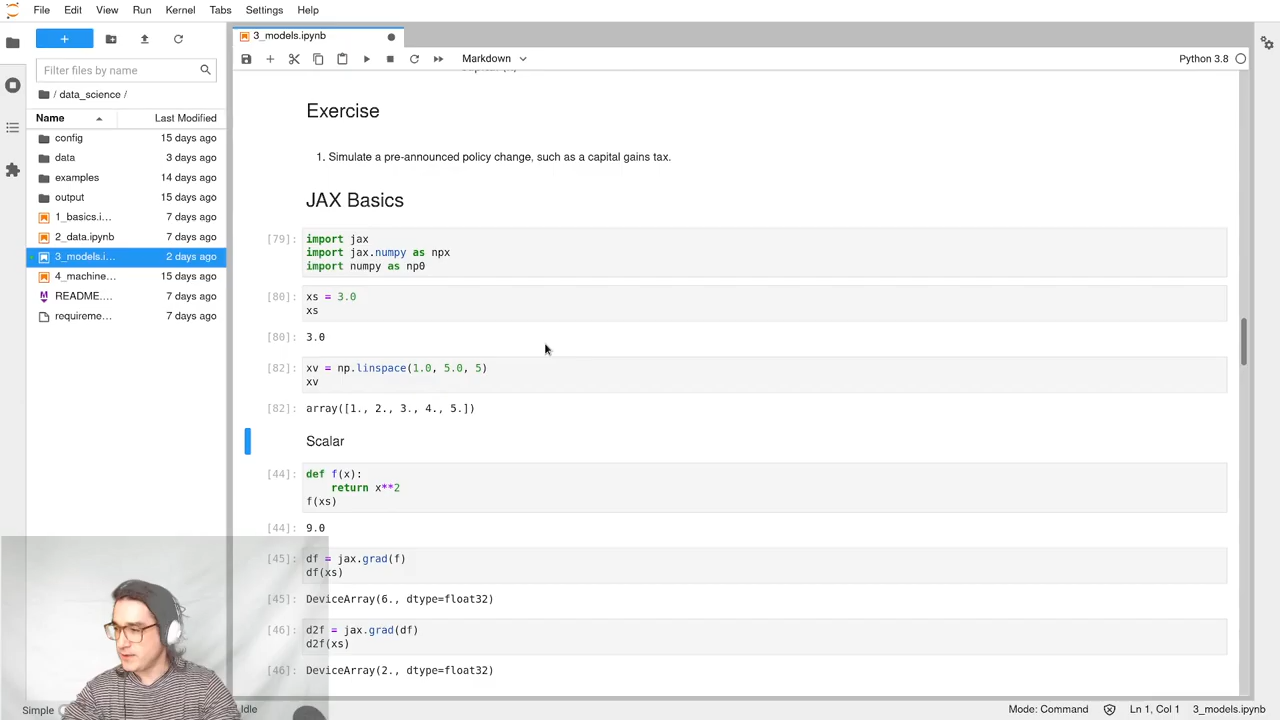 File Edit View Run Kernel Tabs Settings Help
3_models.ipynb
Markdown
Python 3.8
Filter files by name
/ data_science /
Name Last Modified
config 15 days ago
data 3 days ago
examples 14 days ago
output 15 days ago
1_basics.i... 7 days ago
2_data.ipynb 7 days ago
3_models.i... 2 days ago
4_machine... 15 days ago
README.... 7 days ago
requireme... 7 days ago
Exercise
1. Simulate a pre-announced policy change, such as a capital gains tax.
JAX Basics
[79]: import jax
import jax.numpy as npx
import numpy as np0
[80]: xs = 3.0
xs
[80]: 3.0
[82]: xv = np.linspace(1.0, 5.0, 5)
xv
[82]: array([1., 2., 3., 4., 5.])
Scalar
[44]: def f(x):
return x**2
f(xs)
[44]: 9.0
[45]: df = jax.grad(f)
df(xs)
[45]: DeviceArray(6., dtype=float32)
[46]: d2f = jax.grad(df)
d2f(xs)
[46]: DeviceArray(2., dtype=float32)
Simple Idle Mode: Command Ln 1, Col 1 3_models.ipynb